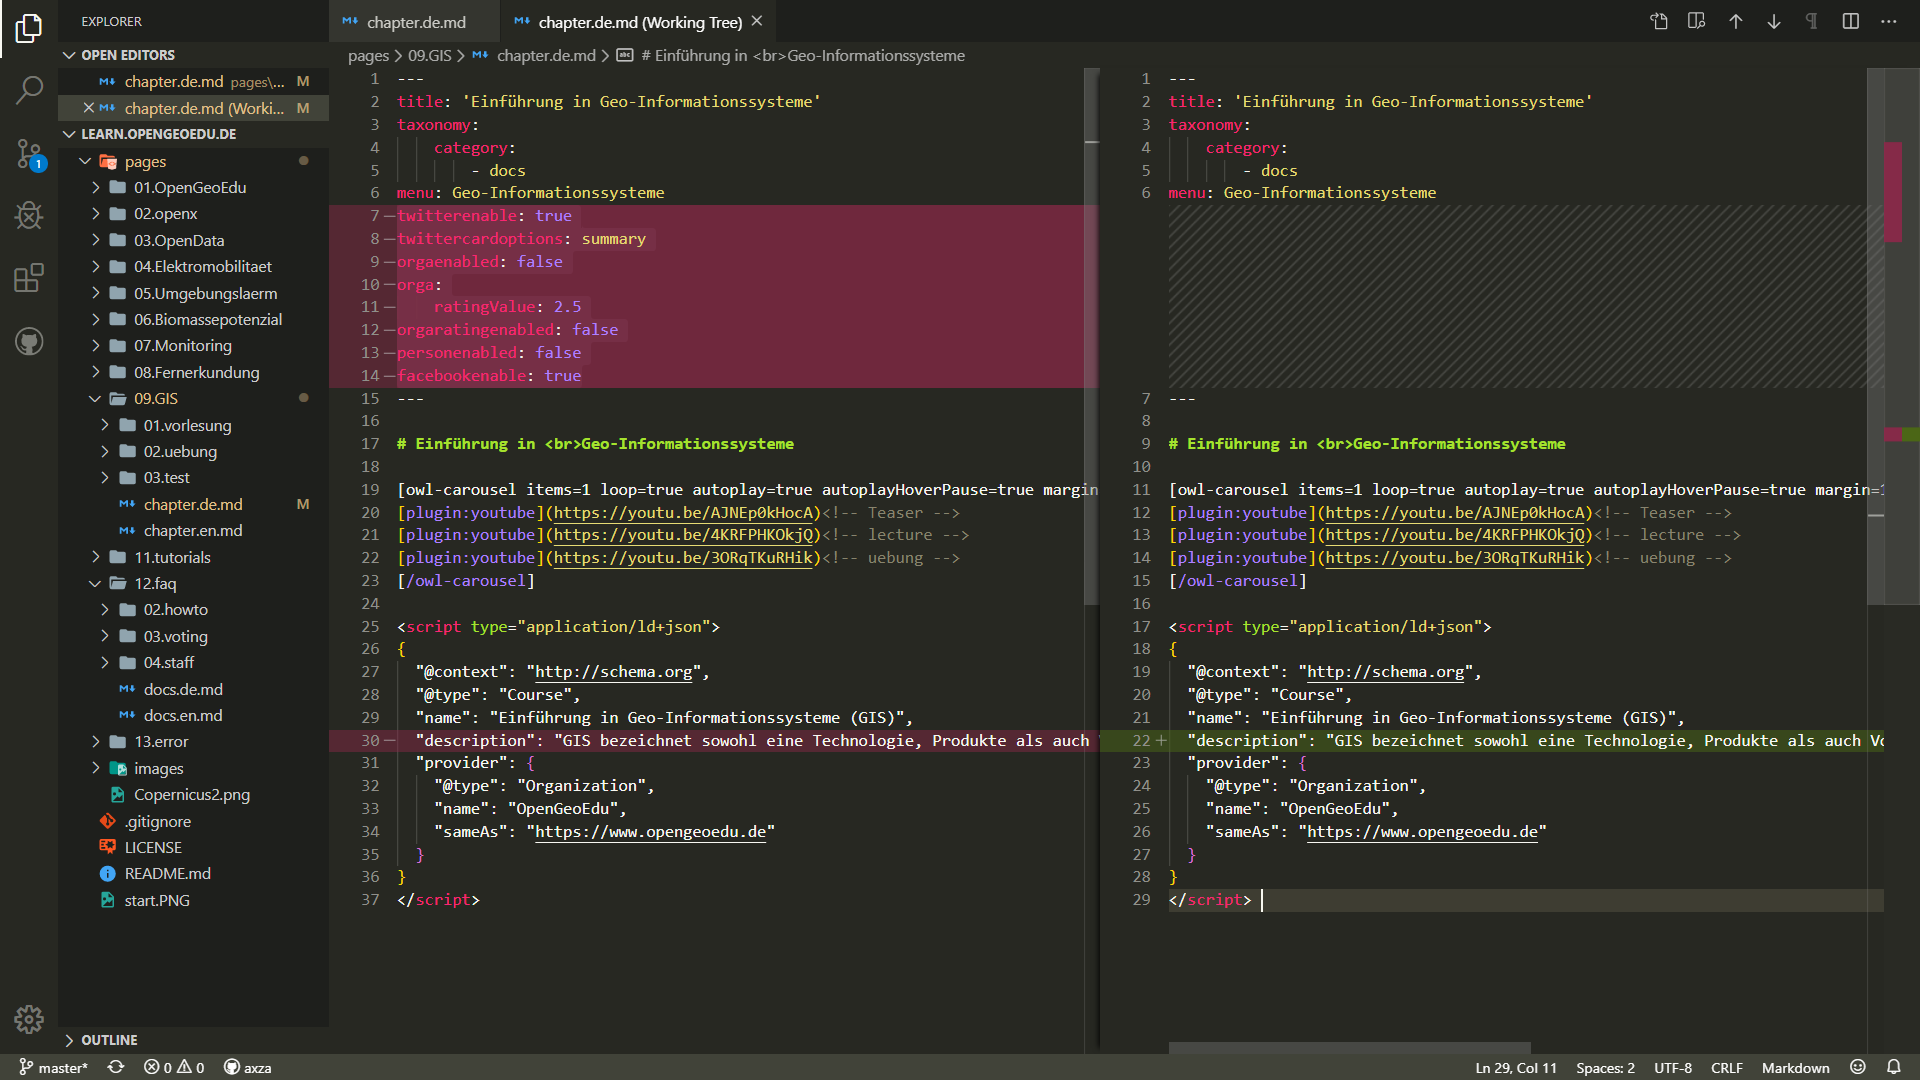 EXPLORER
OPEN EDITORS
chapter.de.md pages\... M
chapter.de.md (Worki... M
LEARN.OPENGEOEDU.DE
pages
01.OpenGeoEdu
02.openx
03.OpenData
04.Elektromobilitaet
05.Umgebungslaerm
06.Biomassepotenzial
07.Monitoring
08.Fernerkundung
09.GIS
01.vorlesung
02.uebung
03.test
chapter.de.md M
chapter.en.md
11.tutorials
12.faq
02.howto
03.voting
04.staff
docs.de.md
docs.en.md
13.error
images
Copernicus2.png
.gitignore
LICENSE
README.md
start.PNG
OUTLINE
1
chapter.de.md
chapter.de.md (Working Tree)
pages > 09.GIS > chapter.de.md > # Einführung in <br>Geo-Informationssysteme
1 ---
2 title: 'Einführung in Geo-Informationssysteme'
3 taxonomy:
4 category:
5 - docs
6 menu: Geo-Informationssysteme
7 twitterenable: true
8 twittercardoptions: summary
9 orgaenabled: false
10 orga:
11 ratingValue: 2.5
12 orgaratingenabled: false
13 personenabled: false
14 facebookenable: true
15 ---
16
17 # Einführung in <br>Geo-Informationssysteme
18
19 [owl-carousel items=1 loop=true autoplay=true autoplayHoverPause=true margin
20 [plugin:youtube](https://youtu.be/AJNEp0kHocA)<!-- Teaser -->
21 [plugin:youtube](https://youtu.be/4KRFPHKOkjQ)<!-- lecture -->
22 [plugin:youtube](https://youtu.be/3ORqTKuRHik)<!-- uebung -->
23 [/owl-carousel]
24
25 <script type="application/ld+json">
26 {
27 "@context": "http://schema.org",
28 "@type": "Course",
29 "name": "Einführung in Geo-Informationssysteme (GIS)",
30 "description": "GIS bezeichnet sowohl eine Technologie, Produkte als auch
31 "provider": {
32 "@type": "Organization",
33 "name": "OpenGeoEdu",
34 "sameAs": "https://www.opengeoedu.de"
35 }
36 }
37 </script>
1 ---
2 title: 'Einführung in Geo-Informationssysteme'
3 taxonomy:
4 category:
5 - docs
6 menu: Geo-Informationssysteme
7 ---
8
9 # Einführung in <br>Geo-Informationssysteme
10
11 [owl-carousel items=1 loop=true autoplay=true autoplayHoverPause=true margin=
12 [plugin:youtube](https://youtu.be/AJNEp0kHocA)<!-- Teaser -->
13 [plugin:youtube](https://youtu.be/4KRFPHKOkjQ)<!-- lecture -->
14 [plugin:youtube](https://youtu.be/3ORqTKuRHik)<!-- uebung -->
15 [/owl-carousel]
16
17 <script type="application/ld+json">
18 {
19 "@context": "http://schema.org",
20 "@type": "Course",
21 "name": "Einführung in Geo-Informationssysteme (GIS)",
22 + "description": "GIS bezeichnet sowohl eine Technologie, Produkte als auch Vo
23 "provider": {
24 "@type": "Organization",
25 "name": "OpenGeoEdu",
26 "sameAs": "https://www.opengeoedu.de"
27 }
28 }
29 </script>
master* 0 0 axza Ln 29, Col 11 Spaces: 2 UTF-8 CRLF Markdown